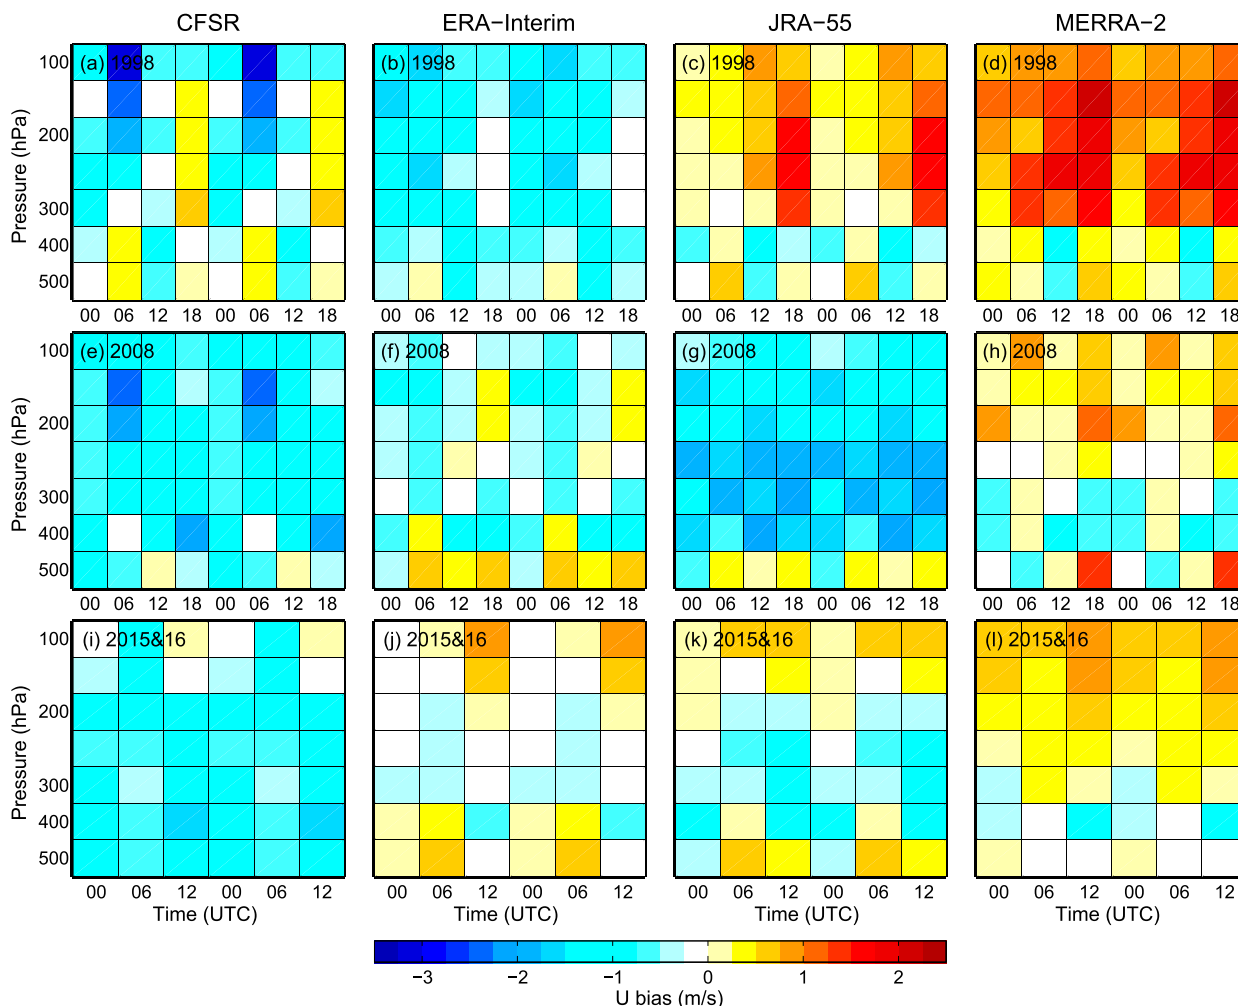 CFSR ERA−Interim JRA−55 MERRA−2
(a) 1998 (b) 1998 (c) 1998 (d) 1998
Pressure (hPa)
100
200
300
400
500
00 06 12 18 00 06 12 18 00 06 12 18 00 06 12 18 00 06 12 18 00 06 12 18 00 06 12 18 00 06 12 18
(e) 2008 (f) 2008 (g) 2008 (h) 2008
Pressure (hPa)
100
200
300
400
500
00 06 12 18 00 06 12 18 00 06 12 18 00 06 12 18 00 06 12 18 00 06 12 18 00 06 12 18 00 06 12 18
(i) 2015&16 (j) 2015&16 (k) 2015&16 (l) 2015&16
Pressure (hPa)
100
200
300
400
500
00 06 12 00 06 12 00 06 12 00 06 12 00 06 12 00 06 12 00 06 12 00 06 12
Time (UTC) Time (UTC) Time (UTC) Time (UTC)
−3 −2 −1 0 1 2
U bias (m/s)